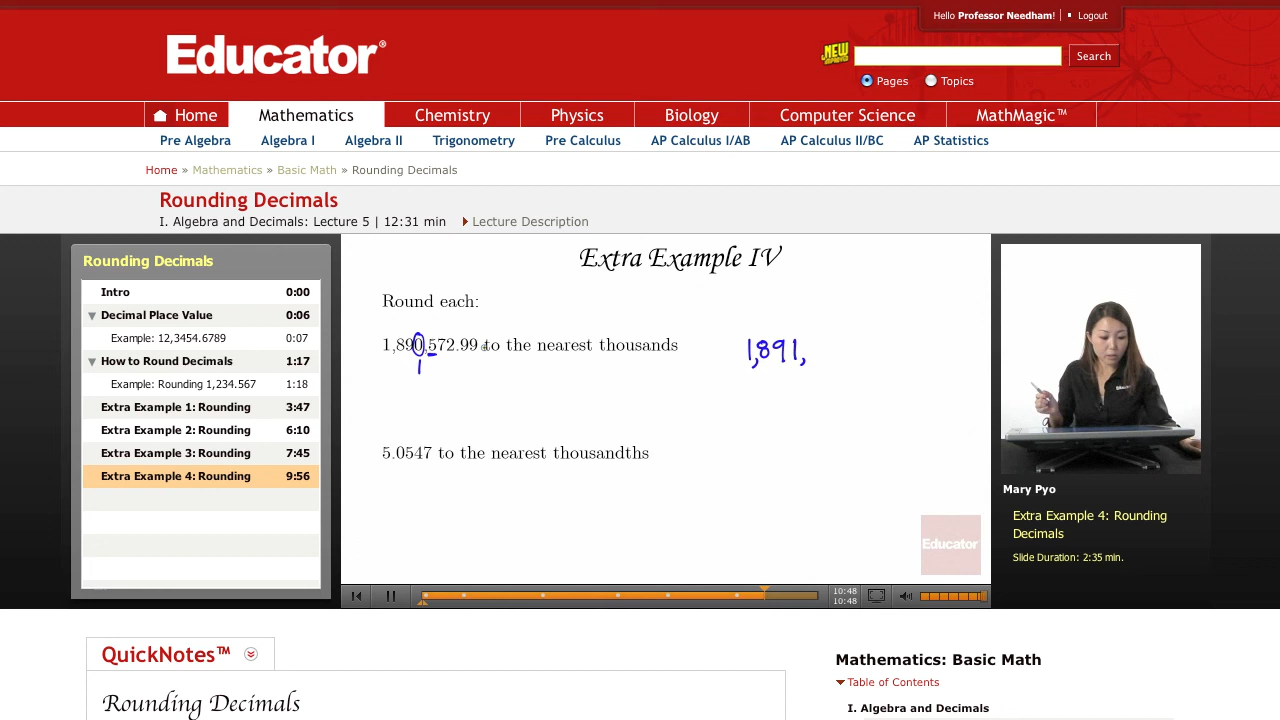 Hello Professor Needham! Logout
Educator®
NEW
Search
Pages Topics
Home Mathematics Chemistry Physics Biology Computer Science MathMagic™
Pre Algebra Algebra I Algebra II Trigonometry Pre Calculus AP Calculus I/AB AP Calculus II/BC AP Statistics
Home » Mathematics » Basic Math » Rounding Decimals
Rounding Decimals
I. Algebra and Decimals: Lecture 5 | 12:31 min Lecture Description
Rounding Decimals
Intro 0:00
Decimal Place Value 0:06
Example: 12,3454.6789 0:07
How to Round Decimals 1:17
Example: Rounding 1,234.567 1:18
Extra Example 1: Rounding 3:47
Extra Example 2: Rounding 6:10
Extra Example 3: Rounding 7:45
Extra Example 4: Rounding 9:56
Extra Example IV
Round each:
1,890,572.99 to the nearest thousands 1,891,
1
5.0547 to the nearest thousandths
Educator
10:48
10:48
Mary Pyo
Extra Example 4: Rounding
Decimals
Slide Duration: 2:35 min.
QuickNotes™
Rounding Decimals
Mathematics: Basic Math
Table of Contents
I. Algebra and Decimals